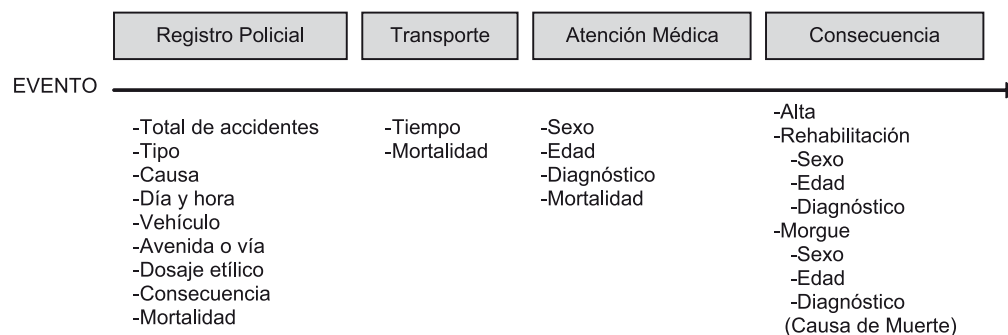 Registro Policial
Transporte
Atención Médica
Consecuencia
EVENTO
-Total de accidentes
-Tipo
-Causa
-Día y hora
-Vehículo
-Avenida o vía
-Dosaje etílico
-Consecuencia
-Mortalidad
-Tiempo
-Mortalidad
-Sexo
-Edad
-Diagnóstico
-Mortalidad
-Alta
-Rehabilitación
-Sexo
-Edad
-Diagnóstico
-Morgue
-Sexo
-Edad
-Diagnóstico
(Causa de Muerte)